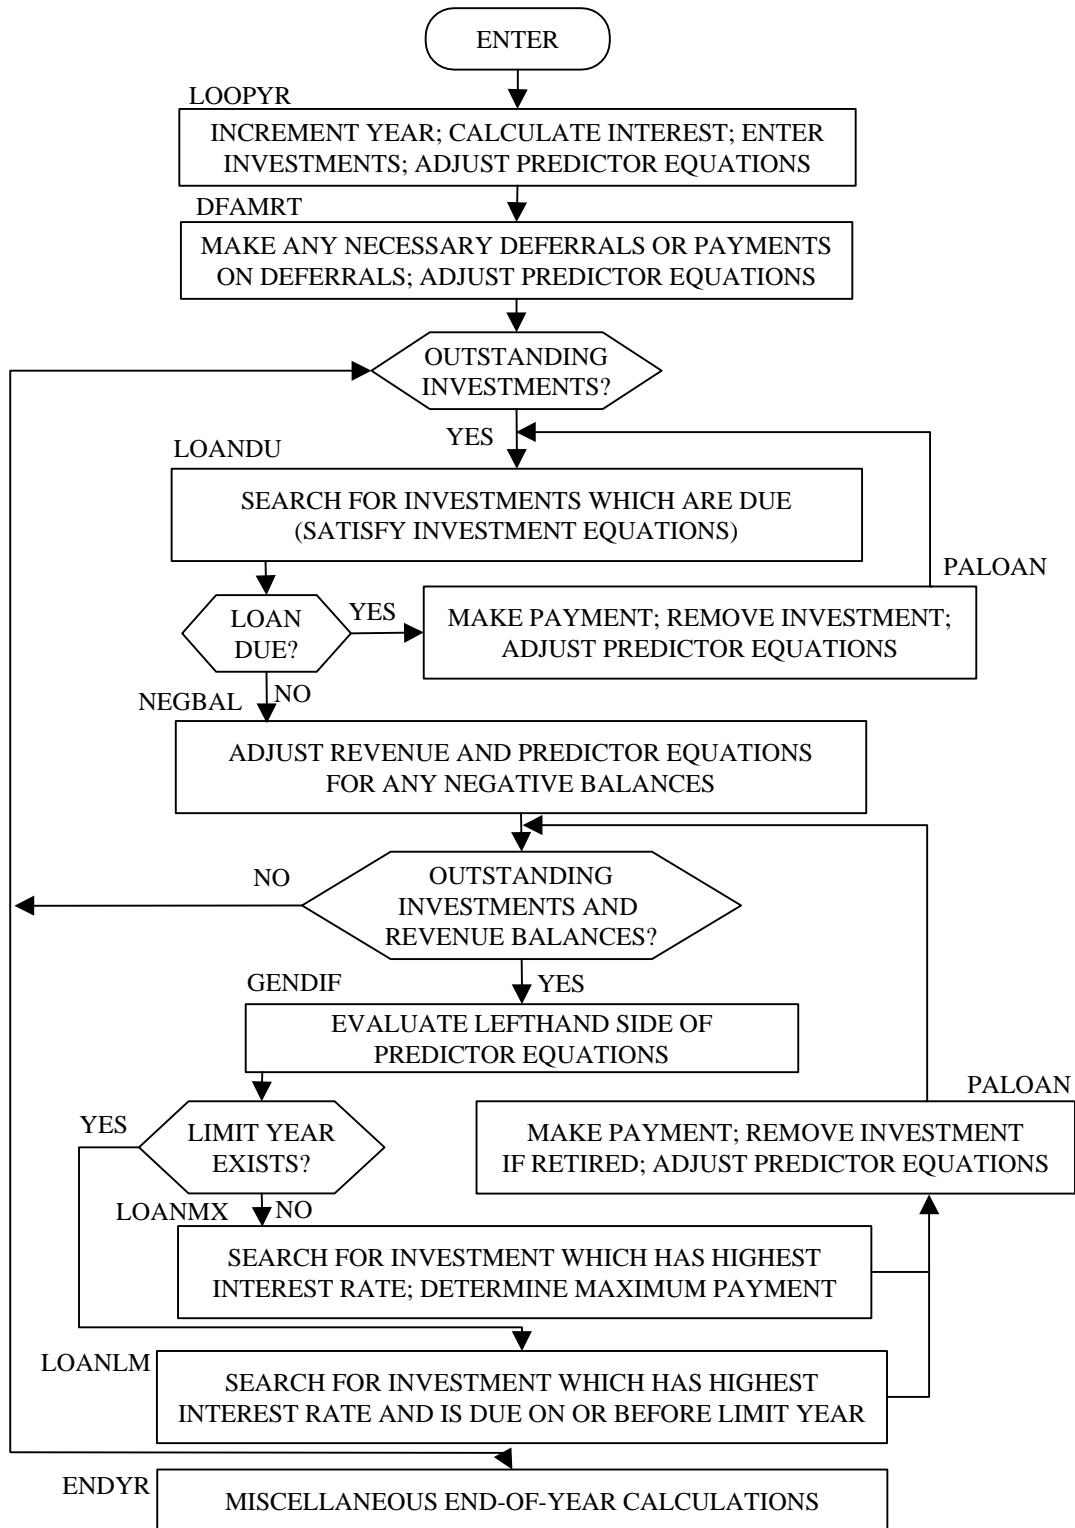 ENTER
LOOPYR
INCREMENT YEAR; CALCULATE INTEREST; ENTER
INVESTMENTS; ADJUST PREDICTOR EQUATIONS
DFAMRT
MAKE ANY NECESSARY DEFERRALS OR PAYMENTS
ON DEFERRALS; ADJUST PREDICTOR EQUATIONS
OUTSTANDING
INVESTMENTS?
YES
LOANDU
SEARCH FOR INVESTMENTS WHICH ARE DUE
(SATISFY INVESTMENT EQUATIONS)
LOAN
DUE?
YES
PALOAN
MAKE PAYMENT; REMOVE INVESTMENT;
ADJUST PREDICTOR EQUATIONS
NO
NEGBAL
ADJUST REVENUE AND PREDICTOR EQUATIONS
FOR ANY NEGATIVE BALANCES
OUTSTANDING
INVESTMENTS AND
REVENUE BALANCES?
NO
YES
GENDIF
EVALUATE LEFTHAND SIDE OF
PREDICTOR EQUATIONS
LIMIT YEAR
EXISTS?
YES
NO
PALOAN
MAKE PAYMENT; REMOVE INVESTMENT
IF RETIRED; ADJUST PREDICTOR EQUATIONS
LOANMX
SEARCH FOR INVESTMENT WHICH HAS HIGHEST
INTEREST RATE; DETERMINE MAXIMUM PAYMENT
LOANLM
SEARCH FOR INVESTMENT WHICH HAS HIGHEST
INTEREST RATE AND IS DUE ON OR BEFORE LIMIT YEAR
ENDYR
MISCELLANEOUS END-OF-YEAR CALCULATIONS